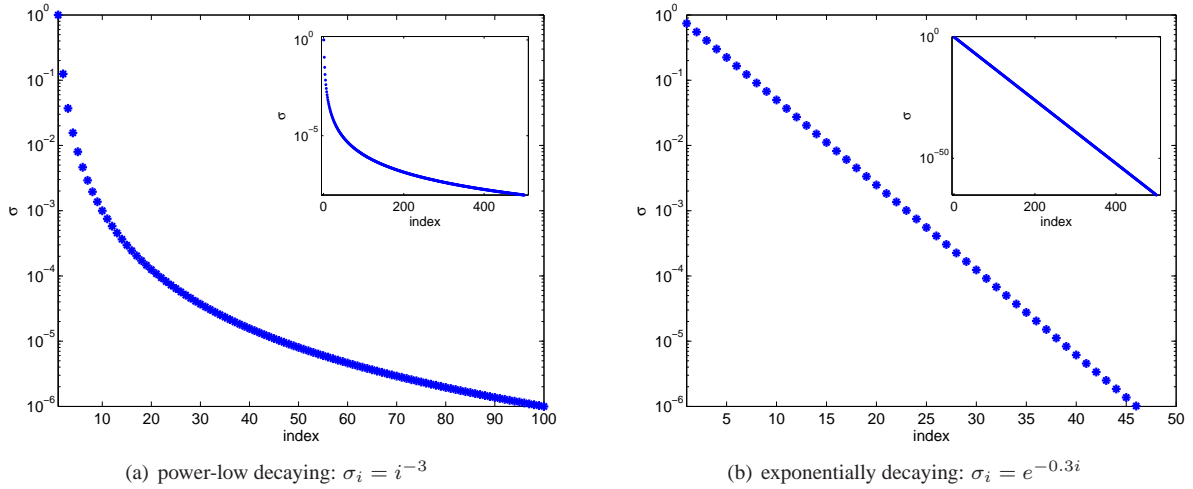 10^0
10^-1
10^-2
10^-3
10^-4
10^-5
10^-6
σ
10 20 30 40 50 60 70 80 90 100
index
10^0
10^-5
σ
0 200 400
index
(a) power-low decaying: σ_i = i^{-3}
10^0
10^-1
10^-2
10^-3
10^-4
10^-5
10^-6
σ
5 10 15 20 25 30 35 40 45 50
index
10^0
10^-50
σ
0 200 400
index
(b) exponentially decaying: σ_i = e^{-0.3i}